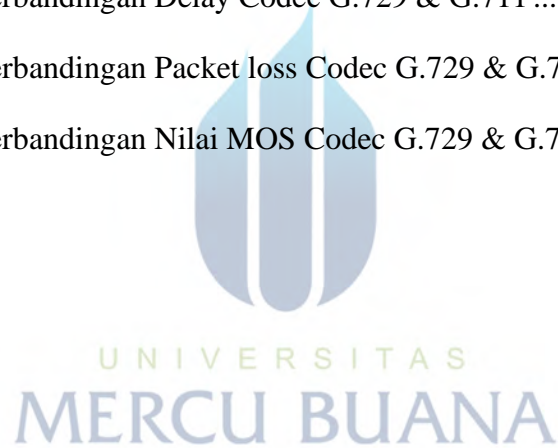 erbandingan Delay Codec G.729 & G.711 ...
erbandingan Packet loss Codec G.729 & G.7
erbandingan Nilai MOS Codec G.729 & G.7
UNIVERSITAS
MERCU BUANA